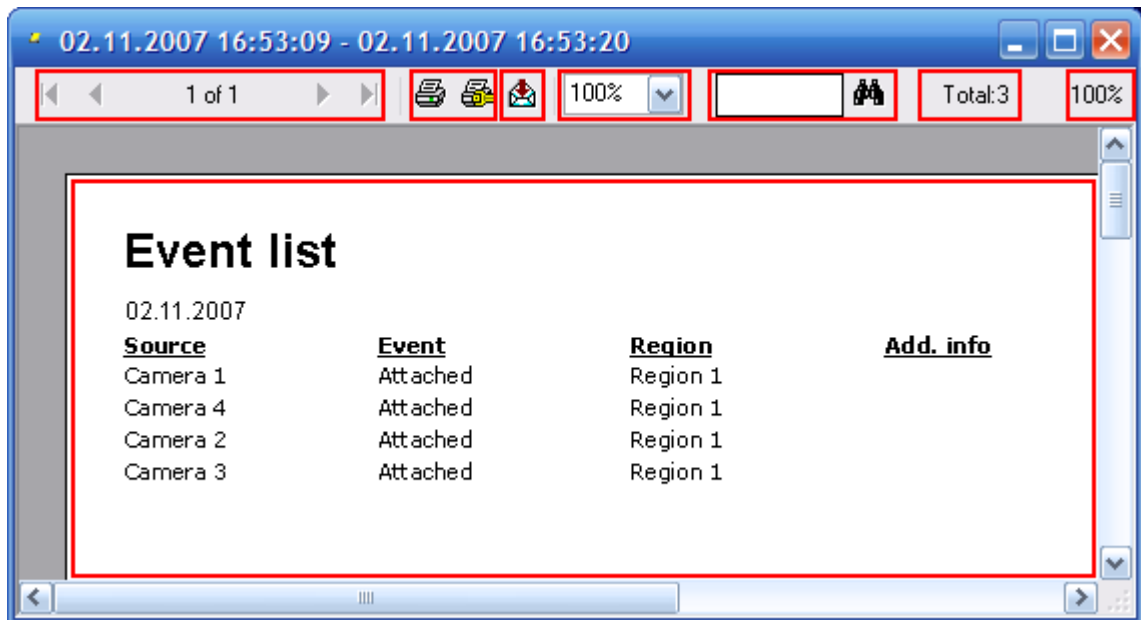 02.11.2007 16:53:09 - 02.11.2007 16:53:20
1 of 1 100% Total:3 100%
Event list
02.11.2007
Source Event Region Add. info
Camera 1 Attached Region 1
Camera 4 Attached Region 1
Camera 2 Attached Region 1
Camera 3 Attached Region 1